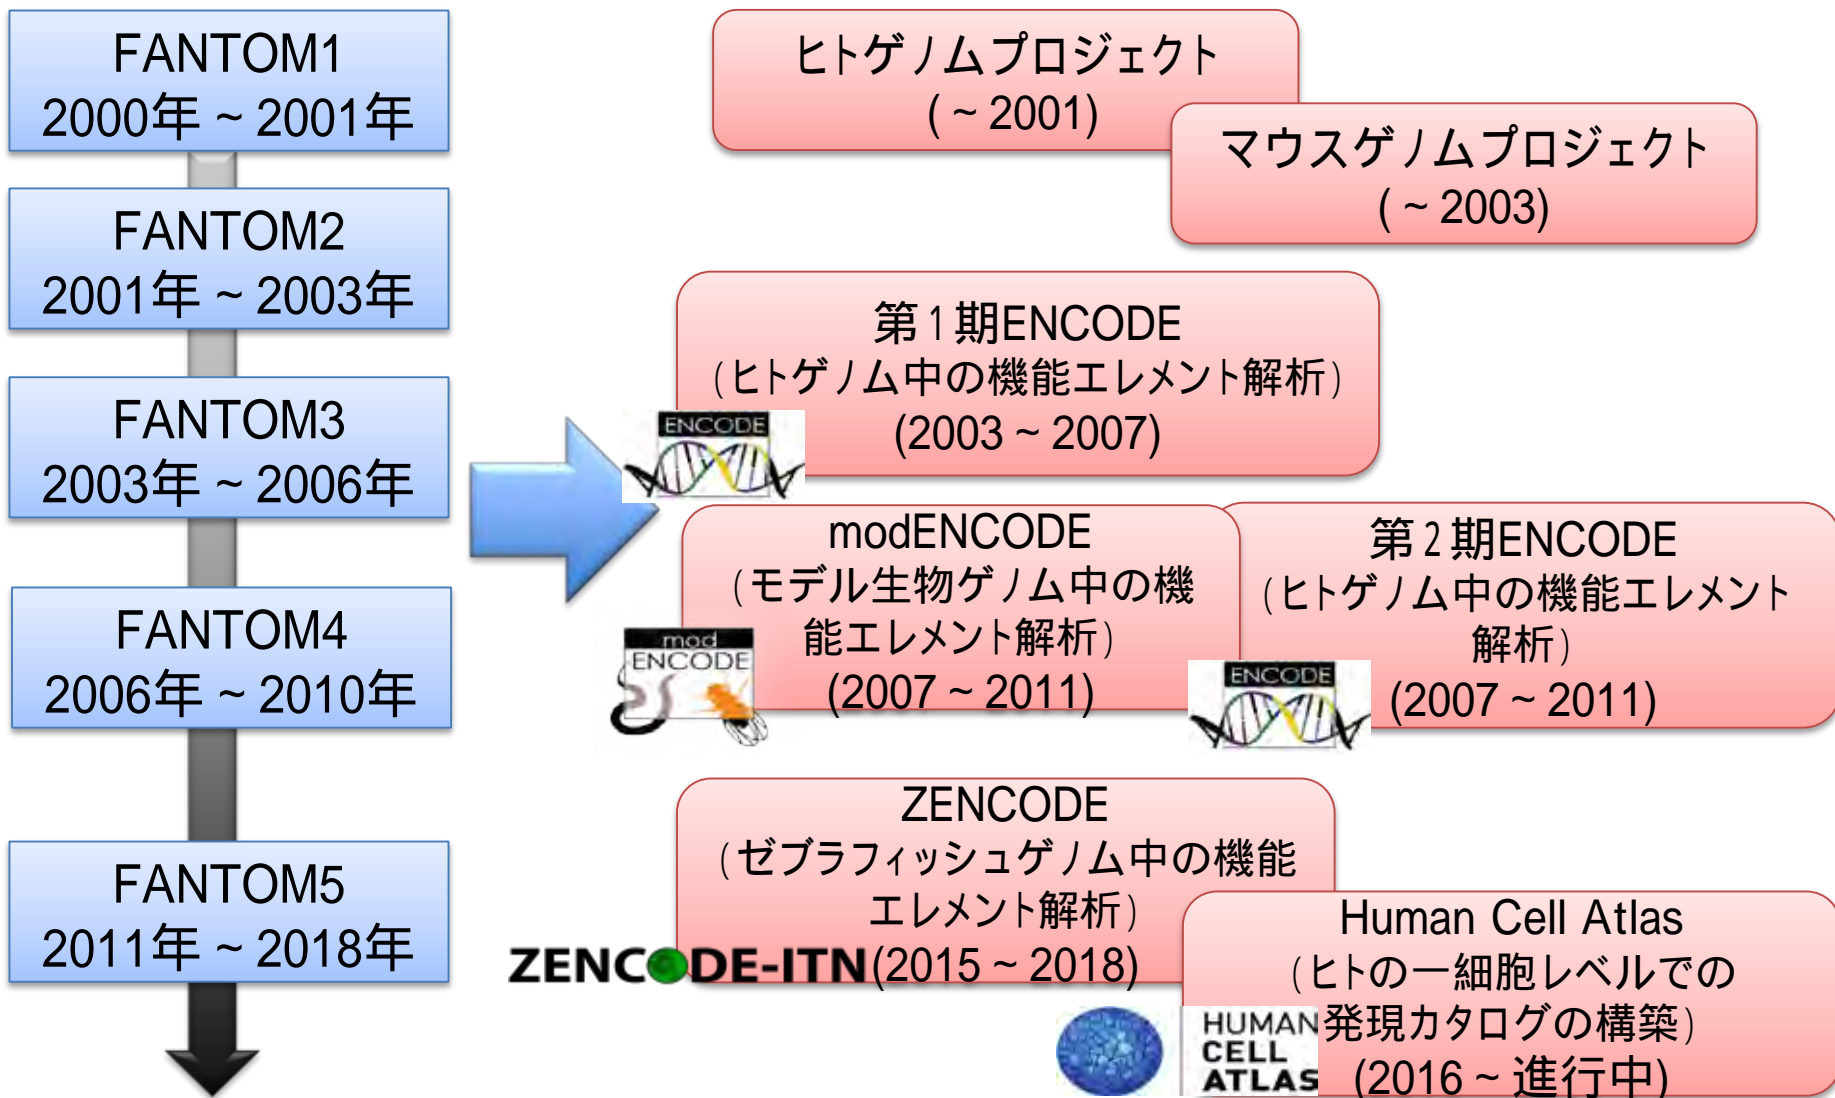 FANTOM1
2000年 ~ 2001年
FANTOM2
2001年 ~ 2003年
FANTOM3
2003年 ~ 2006年
FANTOM4
2006年 ~ 2010年
FANTOM5
2011年 ~ 2018年
ヒトゲノムプロジェクト
( ~ 2001)
マウスゲノムプロジェクト
( ~ 2003)
第1期ENCODE
(ヒトゲノム中の機能エレメント解析)
(2003 ~ 2007)
ENCODE
modENCODE
(モデル生物ゲノム中の機
能エレメント解析)
(2007 ~ 2011)
mod
ENCODE
第2期ENCODE
(ヒトゲノム中の機能エレメント
解析)
(2007 ~ 2011)
ENCODE
ZENCODE
(ゼブラフィッシュゲノム中の機能
エレメント解析)
(2015 ~ 2018)
ZENCODE-ITN
Human Cell Atlas
(ヒトの一細胞レベルでの
発現カタログの構築)
(2016 ~ 進行中)
HUMAN
CELL
ATLAS